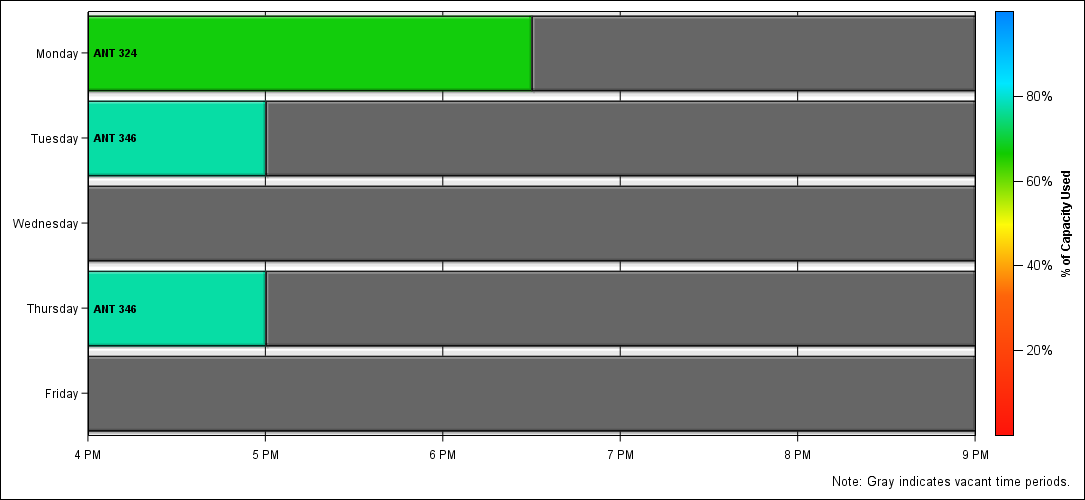 Monday
ANT 324
Tuesday
ANT 346
Wednesday
Thursday
ANT 346
Friday
4 PM
5 PM
6 PM
7 PM
8 PM
9 PM
80%
60%
40%
20%
% of Capacity Used
Note: Gray indicates vacant time periods.